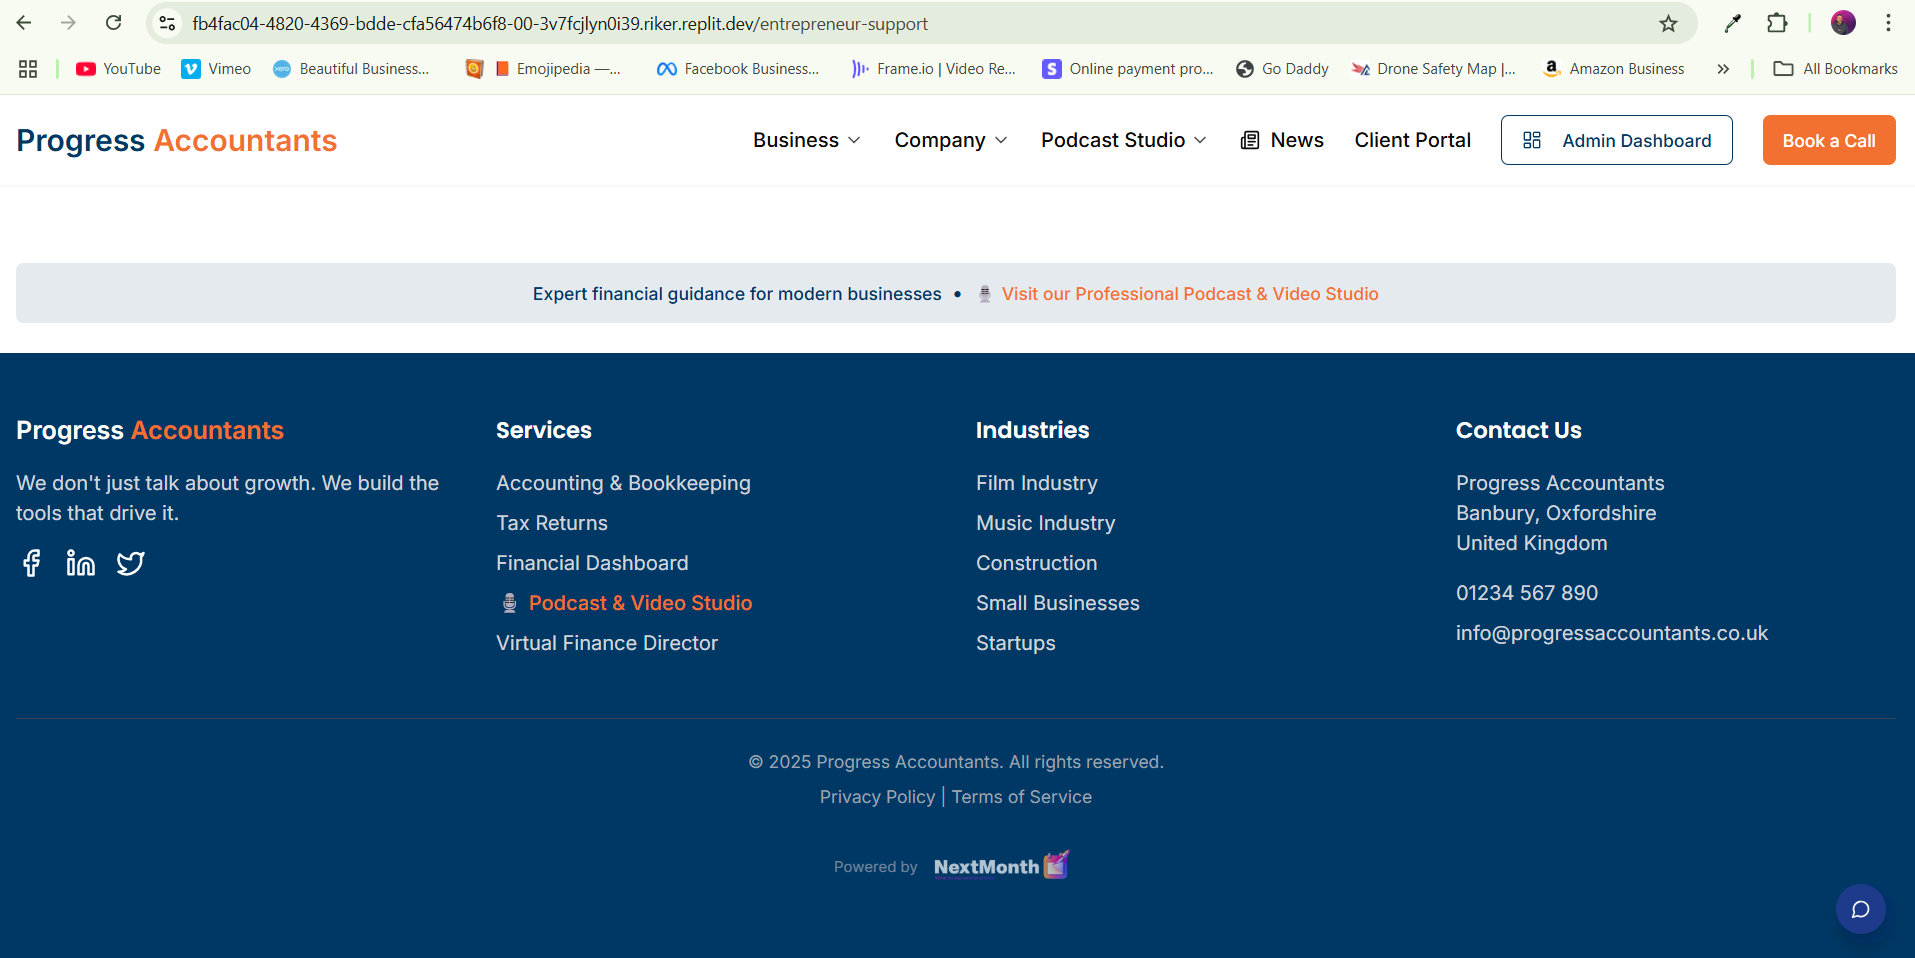 fb4fac04-4820-4369-bdde-cfa56474b6f8-00-3v7fcjlyn0i39.riker.replit.dev/entrepreneur-support
YouTube Vimeo Beautiful Business... Emojipedia —... Facebook Business... Frame.io | Video Re... Online payment pro... Go Daddy Drone Safety Map |... Amazon Business » All Bookmarks
Progress Accountants Business Company Podcast Studio News Client Portal Admin Dashboard Book a Call
Expert financial guidance for modern businesses • Visit our Professional Podcast & Video Studio
Progress Accountants
We don't just talk about growth. We build the
tools that drive it.
Services
Accounting & Bookkeeping
Tax Returns
Financial Dashboard
Podcast & Video Studio
Virtual Finance Director
Industries
Film Industry
Music Industry
Construction
Small Businesses
Startups
Contact Us
Progress Accountants
Banbury, Oxfordshire
United Kingdom
01234 567 890
info@progressaccountants.co.uk
© 2025 Progress Accountants. All rights reserved.
Privacy Policy | Terms of Service
Powered by NextMonth